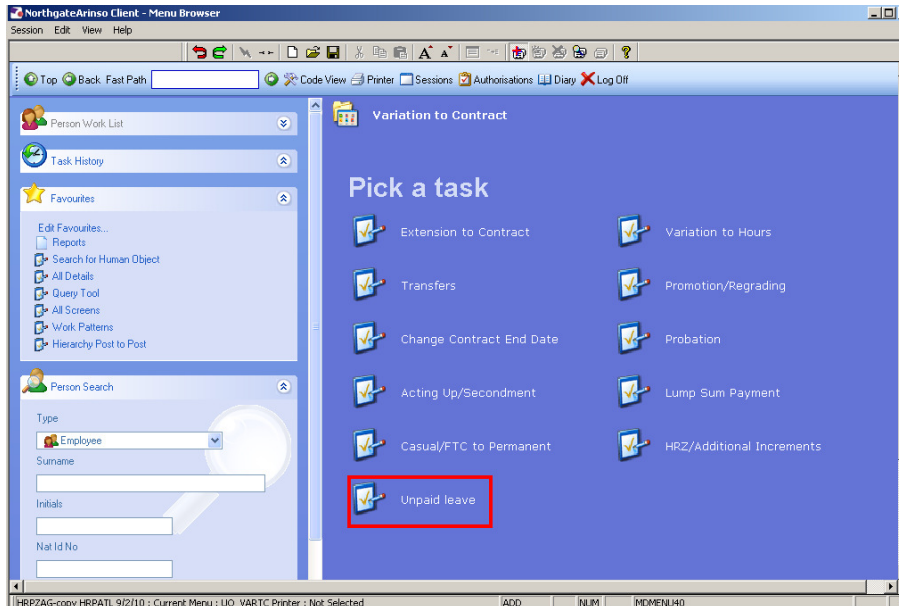 NorthgateArinso Client - Menu Browser
Session Edit View Help
Top Back Fast Path Code View Printer Sessions Authorisations Diary Log Off
Person Work List
Task History
Favourites
Edit Favourites...
Reports
Search for Human Object
All Details
Query Tool
All Screens
Work Patterns
Hierarchy Post to Post
Person Search
Type
Employee
Surname
Initials
Nat Id No
Variation to Contract
Pick a task
Extension to Contract Variation to Hours
Transfers Promotion/Regrading
Change Contract End Date Probation
Acting Up/Secondment Lump Sum Payment
Casual/FTC to Permanent HRZ/Additional Increments
Unpaid leave
HRPZAG-copy HRPATL 9/2/10 : Current Menu : UO_VARTC Printer : Not Selected ADD NUM MDMENU40